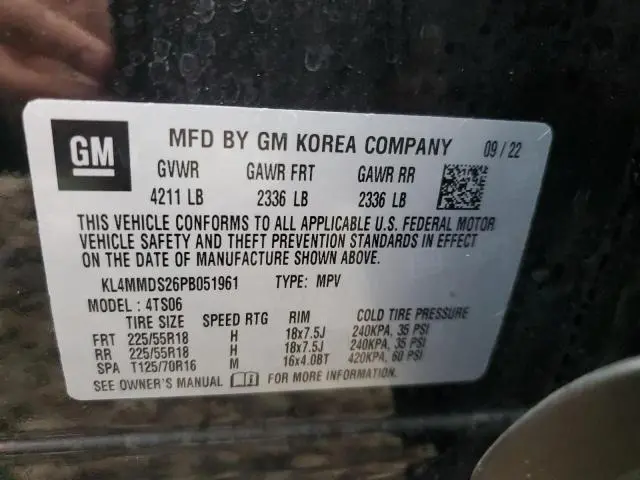 GM MFD BY GM KOREA COMPANY 09 / 22
GVWR GAWR FRT GAWR RR
4211 LB 2336 LB 2336 LB
THIS VEHICLE CONFORMS TO ALL APPLICABLE U.S. FEDERAL MOTOR
VEHICLE SAFETY AND THEFT PREVENTION STANDARDS IN EFFECT
ON THE DATE OF MANUFACTURE SHOWN ABOVE.
KL4MMDS26PB051961 TYPE: MPV
MODEL: 4TS06
TIRE SIZE SPEED RTG RIM COLD TIRE PRESSURE
FRT 225/55R18 H 18x7.5J 240KPA, 35 PSI
RR 225/55R18 H 18x7.5J 240KPA, 35 PSI
SPA T125/70R16 M 16x4.0BT 420KPA, 60 PSI
SEE OWNER'S MANUAL FOR MORE INFORMATION.